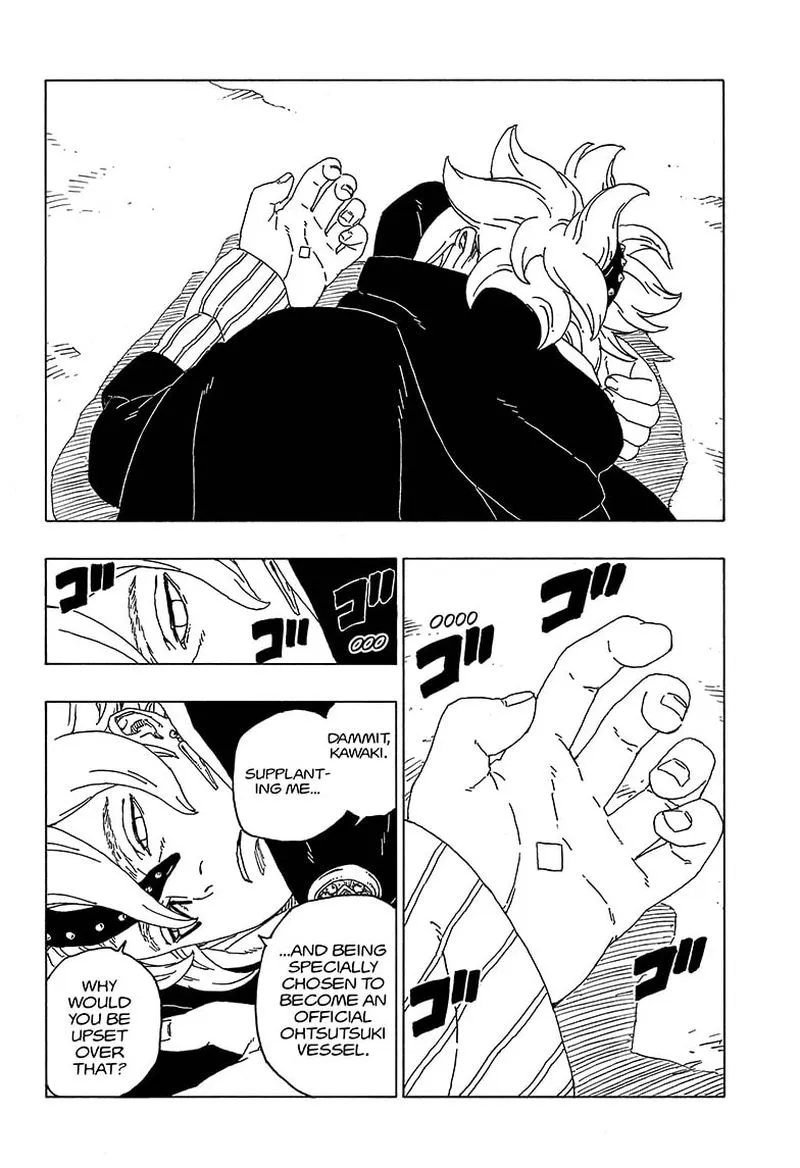 ゴ
OOOO
ゴ
ゴ
ゴ
ゴ
OOO
ゴ
ゴ
DAMMIT,
KAWAKI.
SUPPLANT-
ING ME...
...AND BEING
SPECIALLY
CHOSEN TO
BECOME AN
OFFICIAL
OHTSUTSUKI
VESSEL.
WHY
WOULD
YOU BE
UPSET
OVER
THAT?